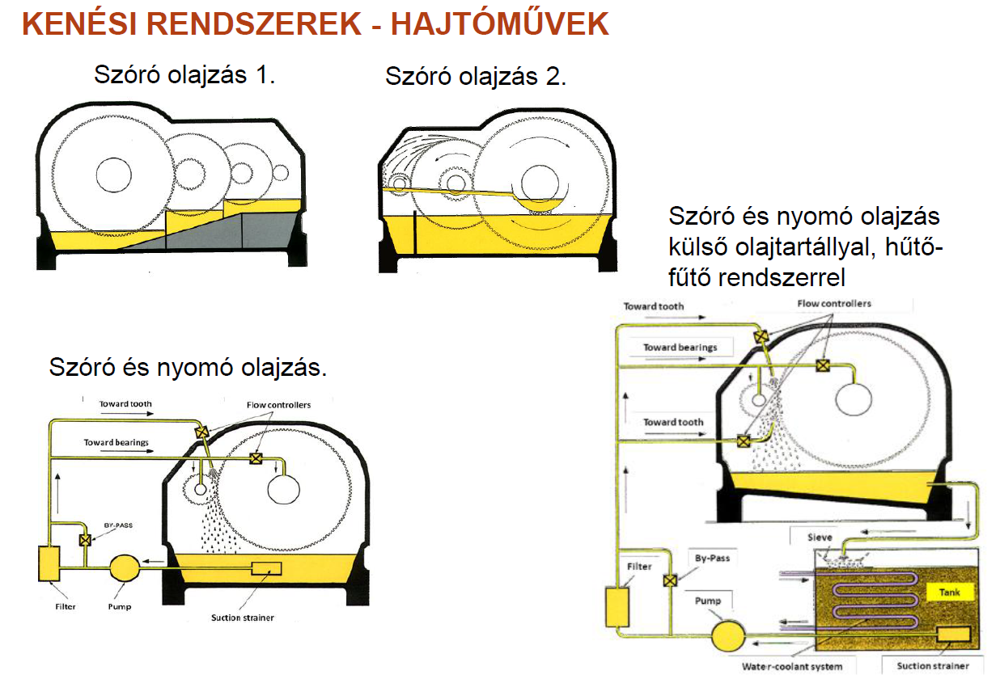 KENÉSI RENDSZEREK - HAJTÓMŰVEK
Szóró olajzás 1.
Szóró olajzás 2.
Szóró és nyomó olajzás.
Toward tooth
Flow controllers
Toward bearings
BY-PASS
Filter
Pump
Suction strainer
Szóró és nyomó olajzás
külső olajtartállyal, hűtő-
fűtő rendszerrel
Toward tooth
Flow controllers
Toward bearings
Toward tooth
Sieve
Filter
By-Pass
Tank
Pump
Water-coolant system
Suction strainer